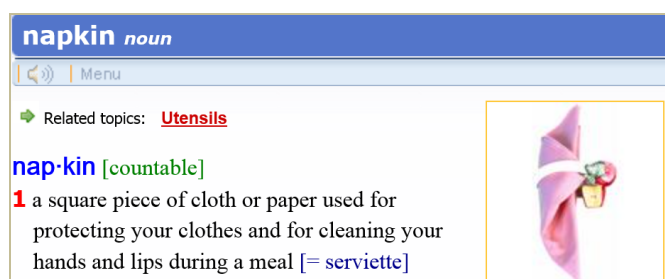 napkin noun
Menu
Related topics: Utensils
nap·kin [countable]
1 a square piece of cloth or paper used for
protecting your clothes and for cleaning your
hands and lips during a meal [= serviette]